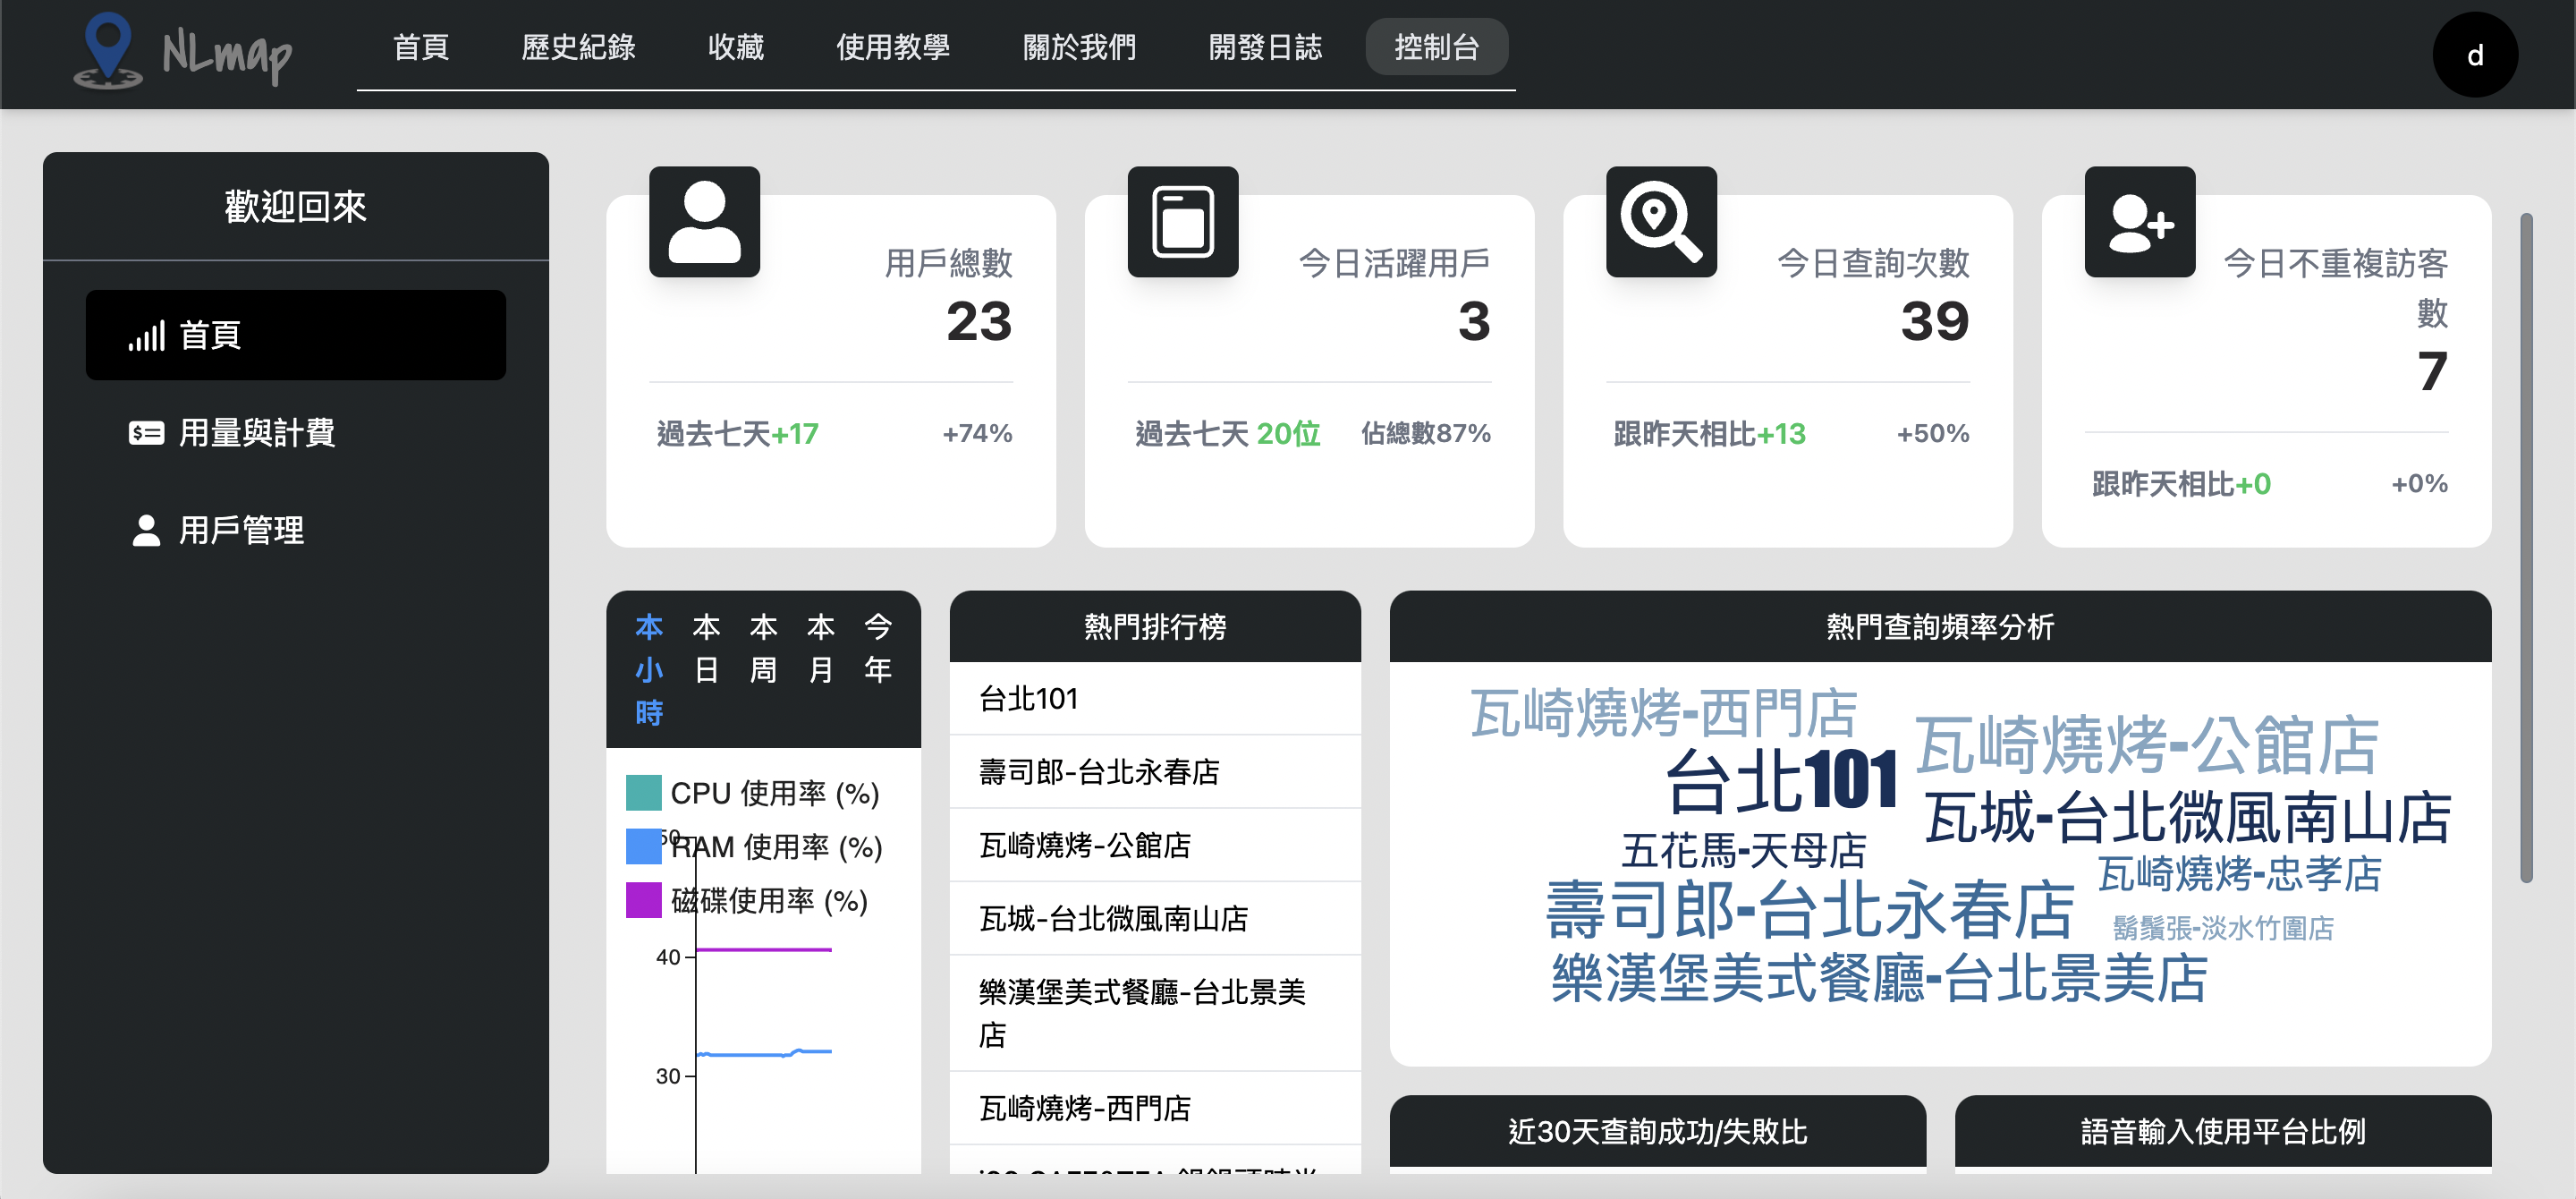 NLmap
首頁 歷史紀錄 收藏 使用教學 關於我們 開發日誌 控制台
d
歡迎回來
首頁
用量與計費
用戶管理
用戶總數
23
過去七天+17 +74%
今日活躍用戶
3
過去七天 20位 佔總數87%
今日查詢次數
39
跟昨天相比+13 +50%
今日不重複訪客
數
7
跟昨天相比+0 +0%
本 本 本 本 今
小 日 周 月 年
時
CPU 使用率 (%)
RAM 使用率 (%)
磁碟使用率 (%)
50
40
30
熱門排行榜
台北101
壽司郎-台北永春店
瓦崎燒烤-公館店
瓦城-台北微風南山店
樂漢堡美式餐廳-台北景美
店
瓦崎燒烤-西門店
熱門查詢頻率分析
瓦崎燒烤-西門店
瓦崎燒烤-公館店
台北101
瓦城-台北微風南山店
五花馬-天母店
瓦崎燒烤-忠孝店
壽司郎-台北永春店
鬍鬚張-淡水竹圍店
樂漢堡美式餐廳-台北景美店
近30天查詢成功/失敗比
語音輸入使用平台比例